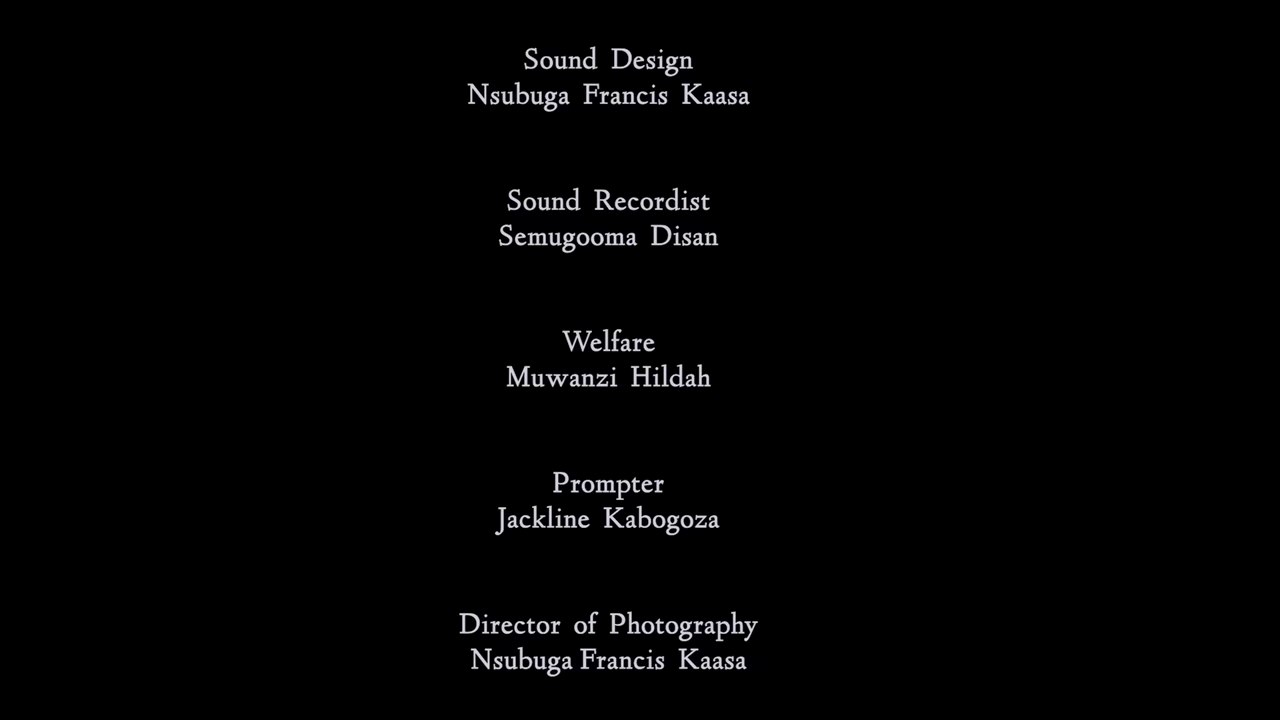 Sound Design
Nsubuga Francis Kaasa
Sound Recordist
Semugooma Disan
Welfare
Muwanzi Hildah
Prompter
Jackline Kabogoza
Director of Photography
Nsubuga Francis Kaasa